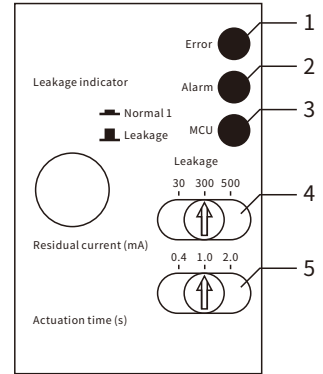 Error
1
Alarm
2
Leakage indicator
Normal 1
Leakage
MCU
3
Leakage
30 300 500
4
Residual current (mA)
0.4 1.0 2.0
5
Actuation time (s)